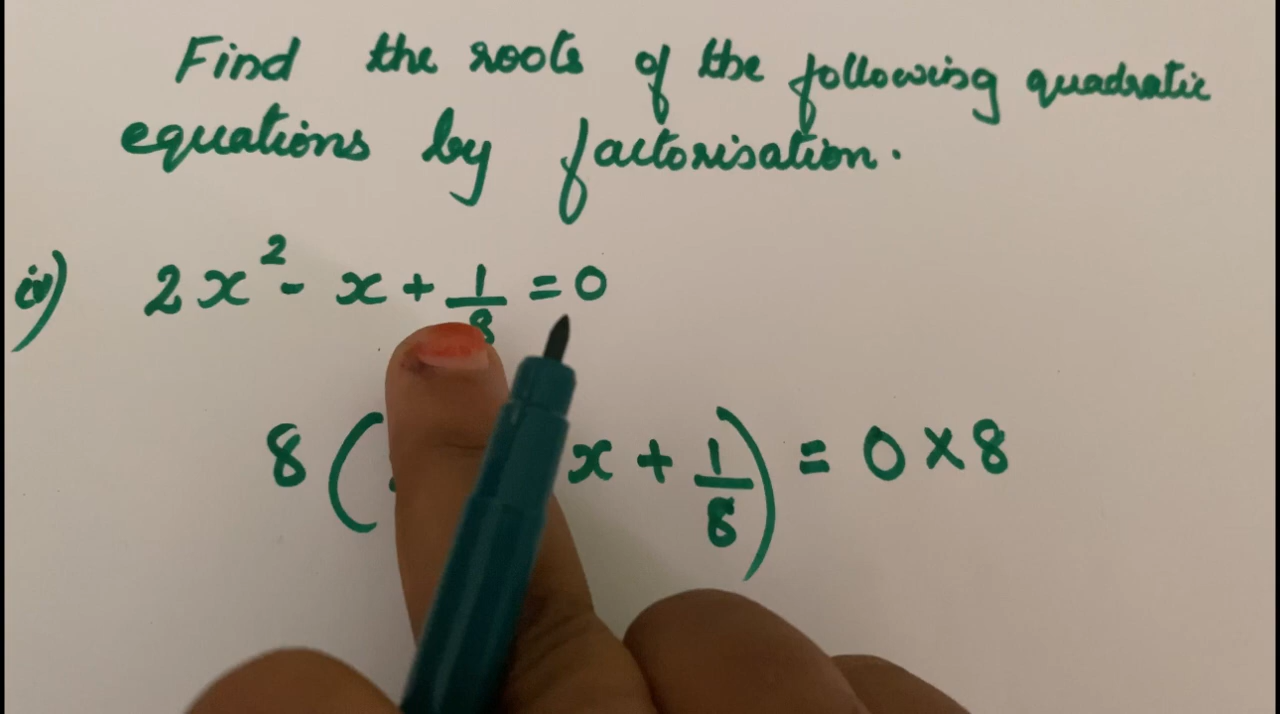 Find the roots of the following quadratic
equations by factorisation.
iv) 2x² - x + 1/8 = 0
8( x + 1/8) = 0 × 8